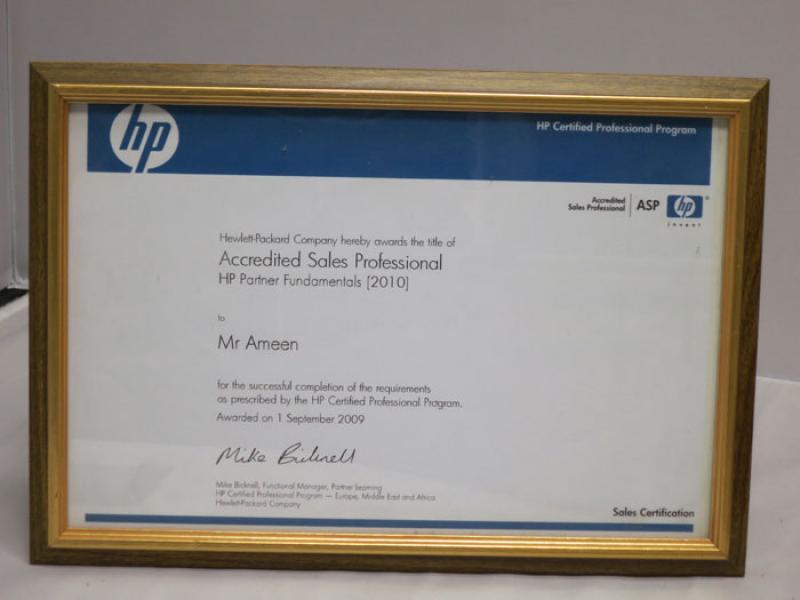 hp
HP Certified Professional Program
Accredited
Sales Professional
ASP
hp
invent
Hewlett-Packard Company hereby awards the title of
Accredited Sales Professional
HP Partner Fundamentals [2010]
to
Mr Ameen
for the successful completion of the requirements
as prescribed by the HP Certified Professional Program.
Awarded on 1 September 2009
Mike Bicknell
Mike Bicknell, Functional Manager, Partner Learning
HP Certified Professional Program — Europe, Middle East and Africa
Hewlett-Packard Company
Sales Certification